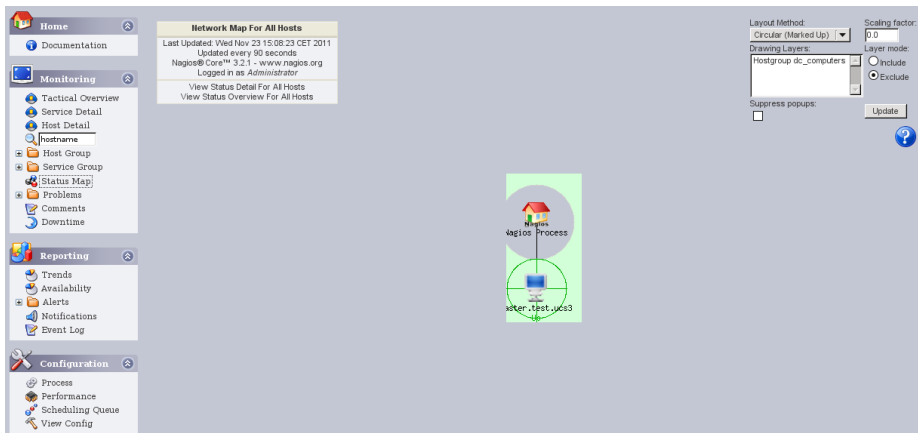 Home
Documentation
Monitoring
Tactical Overview
Service Detail
Host Detail
hostname
Host Group
Service Group
Status Map
Problems
Comments
Downtime
Reporting
Trends
Availability
Alerts
Notifications
Event Log
Configuration
Process
Performance
Scheduling Queue
View Config
Network Map For All Hosts
Last Updated: Wed Nov 23 15:08:23 CET 2011
Updated every 90 seconds
Nagios® Core™ 3.2.1 - www.nagios.org
Logged in as Administrator
View Status Detail For All Hosts
View Status Overview For All Hosts
Nagios
Nagios Process
aster.test.ucs3
Up
Layout Method:
Circular (Marked Up)
Scaling factor:
0.0
Drawing Layers:
Hostgroup dc_computers
Layer mode:
Include
Exclude
Suppress popups:
Update
?